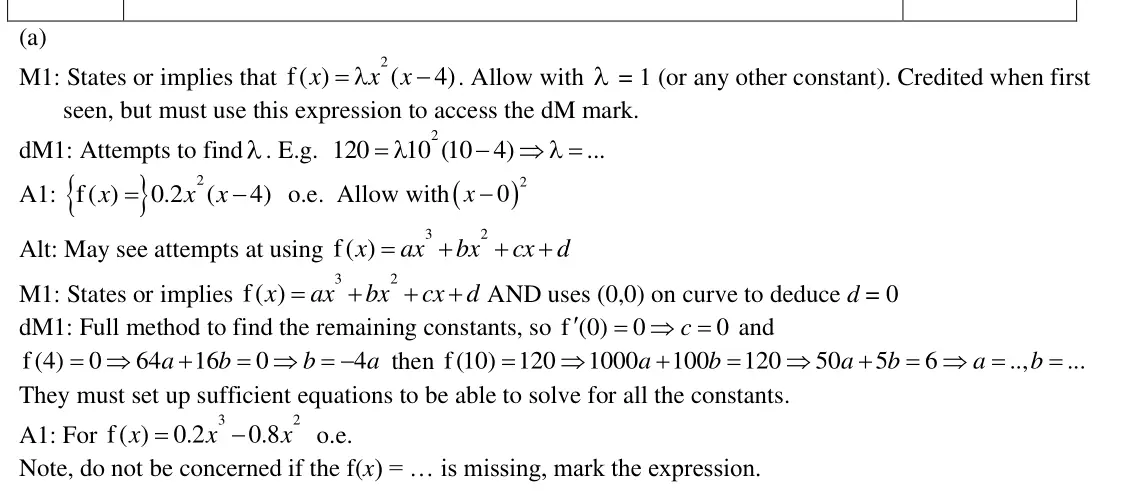 (a)
M1: States or implies that f(x) = λx²(x − 4). Allow with λ = 1 (or any other constant). Credited when first
seen, but must use this expression to access the dM mark.
dM1: Attempts to find λ. E.g. 120 = λ10²(10 − 4) ⇒ λ = ...
A1: {f(x) =}0.2x²(x − 4) o.e. Allow with (x − 0)²
Alt: May see attempts at using f(x) = ax³ + bx² + cx + d
M1: States or implies f(x) = ax³ + bx² + cx + d AND uses (0,0) on curve to deduce d = 0
dM1: Full method to find the remaining constants, so f′(0) = 0 ⇒ c = 0 and
f(4) = 0 ⇒ 64a + 16b = 0 ⇒ b = −4a then f(10) = 120 ⇒ 1000a + 100b = 120 ⇒ 50a + 5b = 6 ⇒ a = .., b = ...
They must set up sufficient equations to be able to solve for all the constants.
A1: For f(x) = 0.2x³ − 0.8x² o.e.
Note, do not be concerned if the f(x) = … is missing, mark the expression.